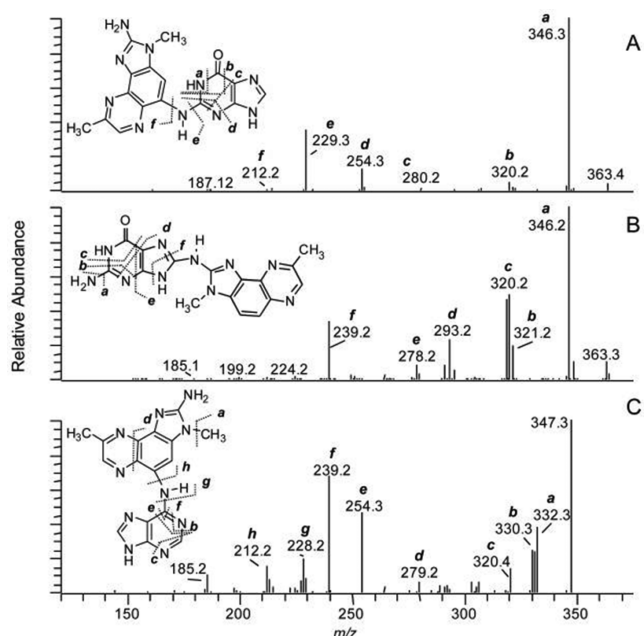 a
346.3
A
H₂N
CH₃
N
N
O
a
b
c
HN
N
N
N
N
H
N
N
H₃C
N
H
f
e
d
e
229.3
f
212.2
187.12
d
254.3
c
280.2
b
320.2
363.4
a
346.2
B
O
d
HN
N
f
N
H
N
CH₃
N
c
b
H₂N
a
N
N
H
e
N
H₃C
N
c
320.2
f
239.2
d
293.2
b
321.2
e
278.2
185.1
199.2
224.2
363.3
347.3
C
NH₂
d
N
a
H₃C
N
N
CH₃
N
h
N
H
g
e
f
N
N
b
N
H
c
N
f
239.2
e
254.3
b
330.3
a
332.3
h
212.2
g
228.2
185.2
d
279.2
c
320.4
Relative Abundance
150
200
250
300
350
m/z